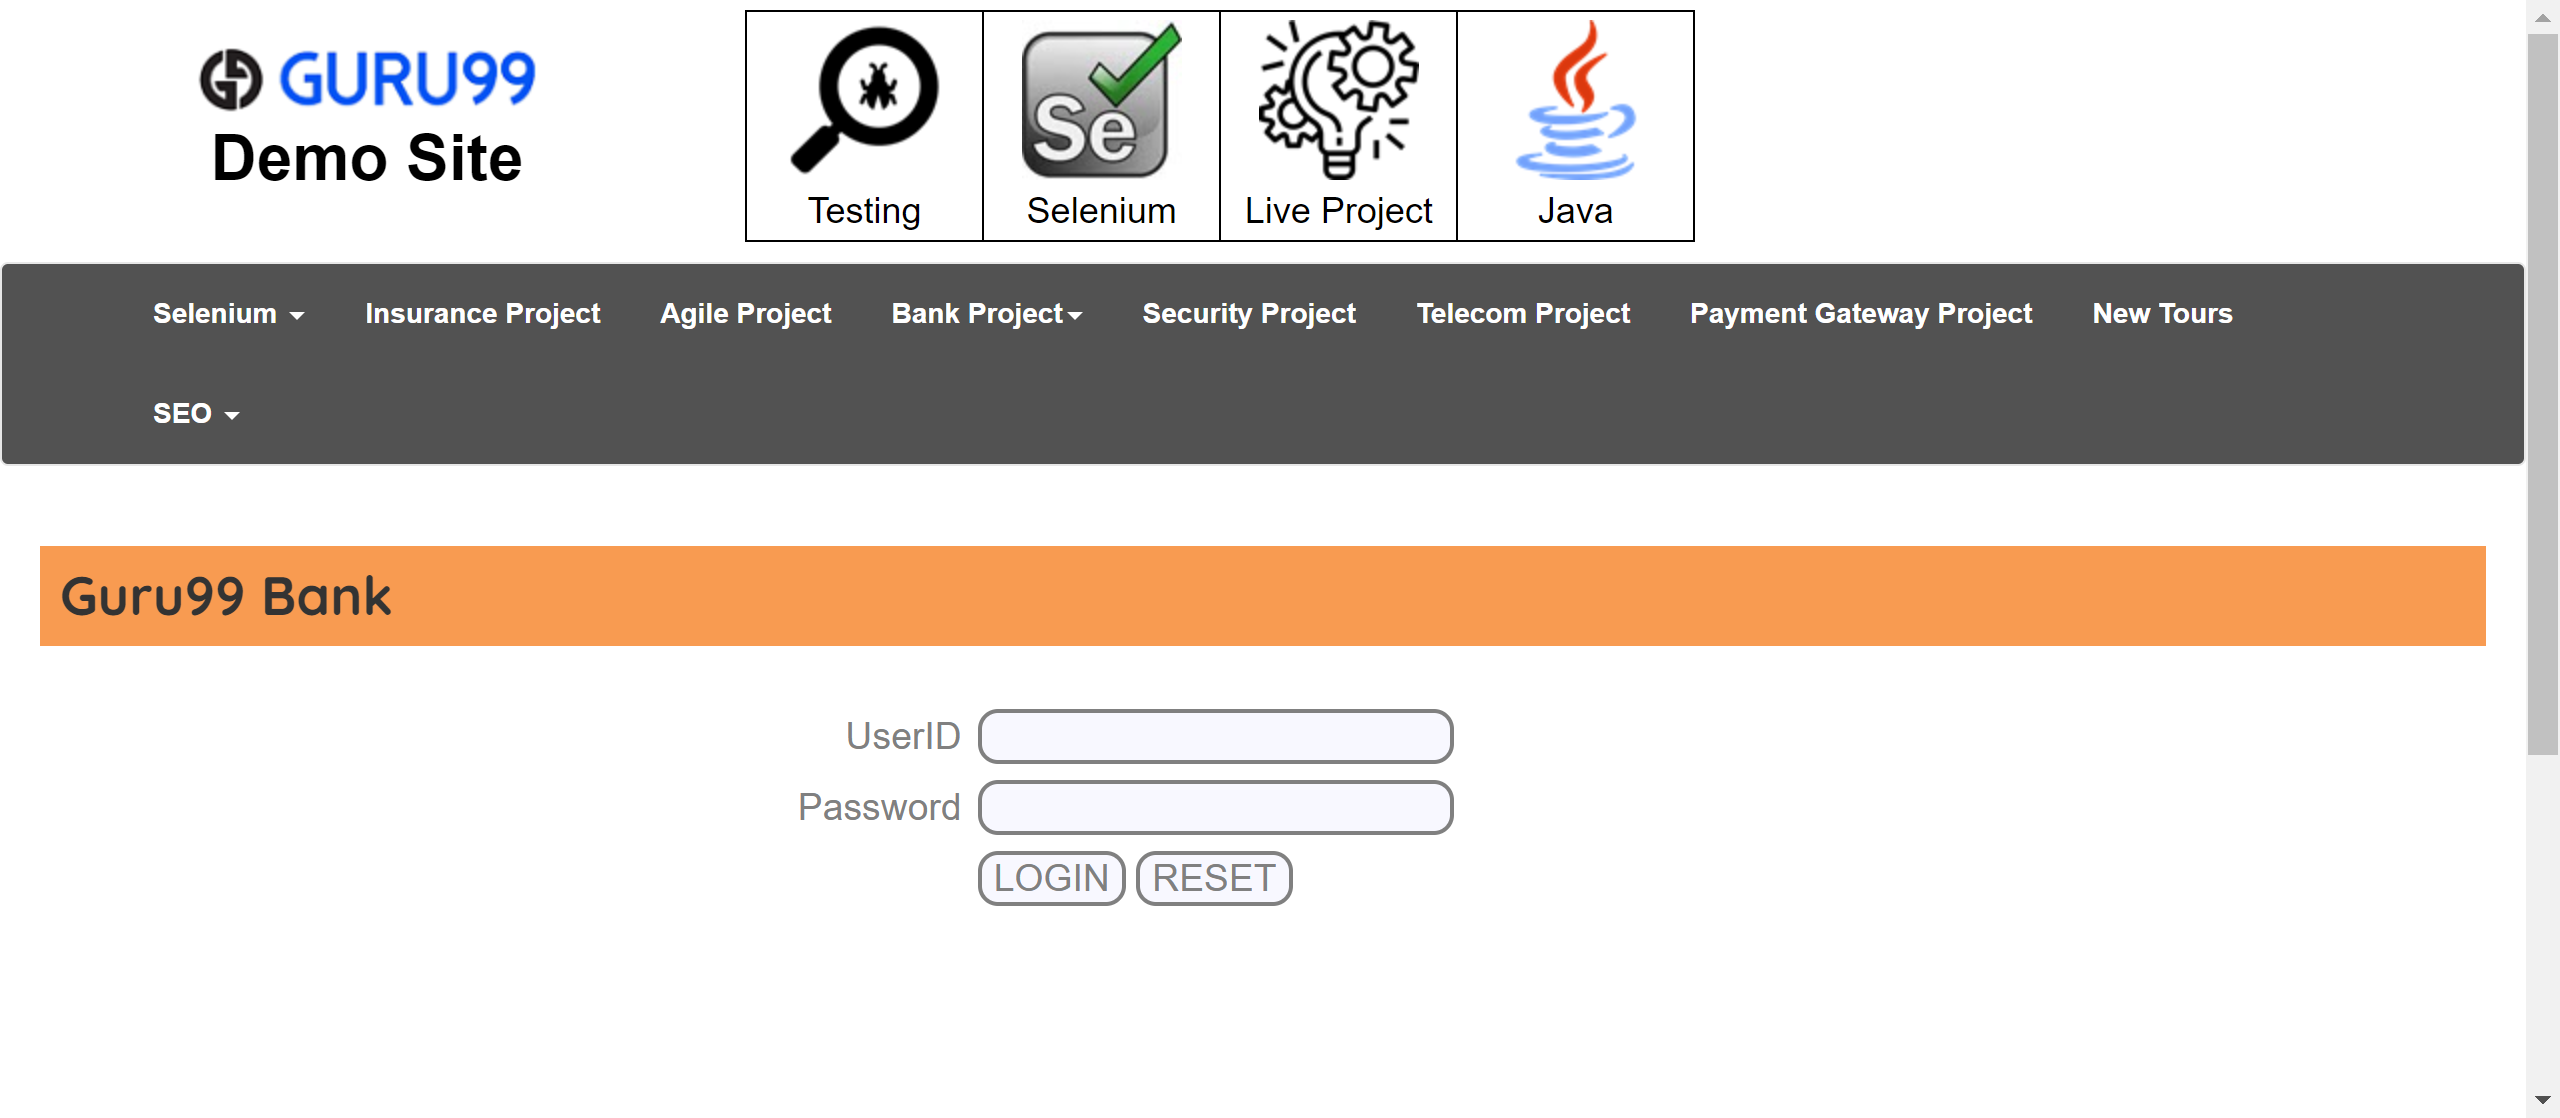 GURU99
Demo Site
Se
Testing
Selenium
Live Project
Java
Selenium
Insurance Project
Agile Project
Bank Project
Security Project
Telecom Project
Payment Gateway Project
New Tours
SEO
Guru99 Bank
UserID
Password
LOGIN
RESET